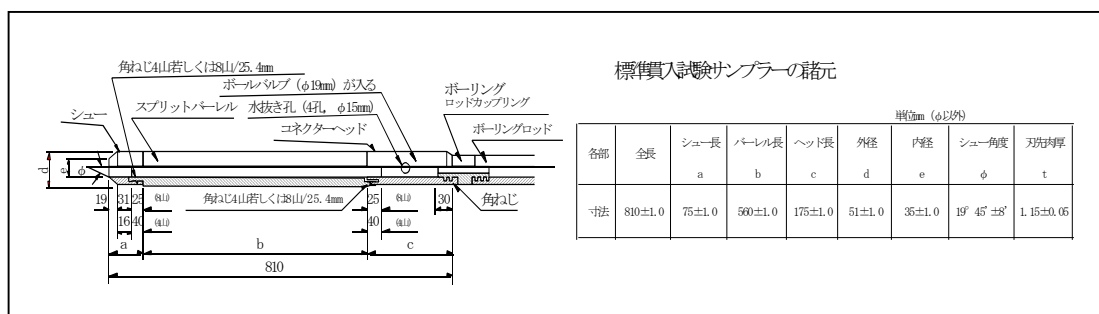 角ねじ4山若しくは8山/25.4mm
ボールバルブ（φ19mm）が入る
スプリットバーレル
水抜き孔（4孔，φ15mm）
シュー
コネクターヘッド
ボーリング
ロッドカップリング
ボーリングロッド
d
e
φ
19
31
25
(8山)
角ねじ4山若しくは8山/25.4mm
25
(8山)
30
角ねじ
16
40
(4山)
40
(4山)
a
b
c
810
標準貫入試験サンプラーの諸元
単位mm（φ以外）
各部 全長 シュー長 バーレル長 ヘッド長 外径 内径 シュー角度 刃先肉厚
a b c d e φ t
寸法 810±1.0 75±1.0 560±1.0 175±1.0 51±1.0 35±1.0 19°45′±8′ 1.15±0.05